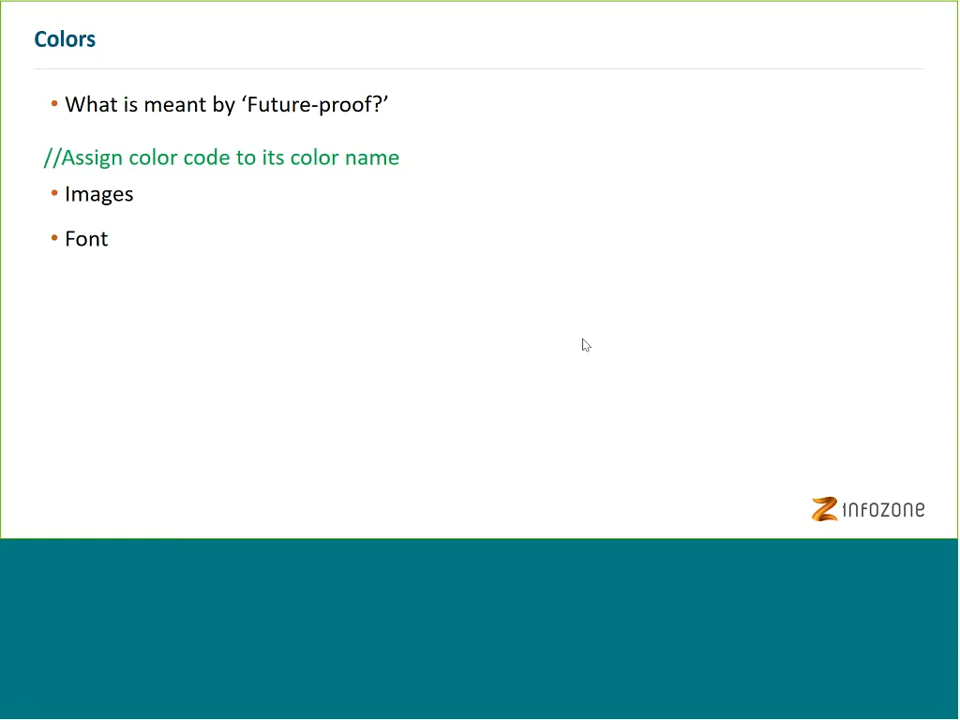 Colors
• What is meant by ‘Future-proof?’
//Assign color code to its color name
• Images
• Font
infozone